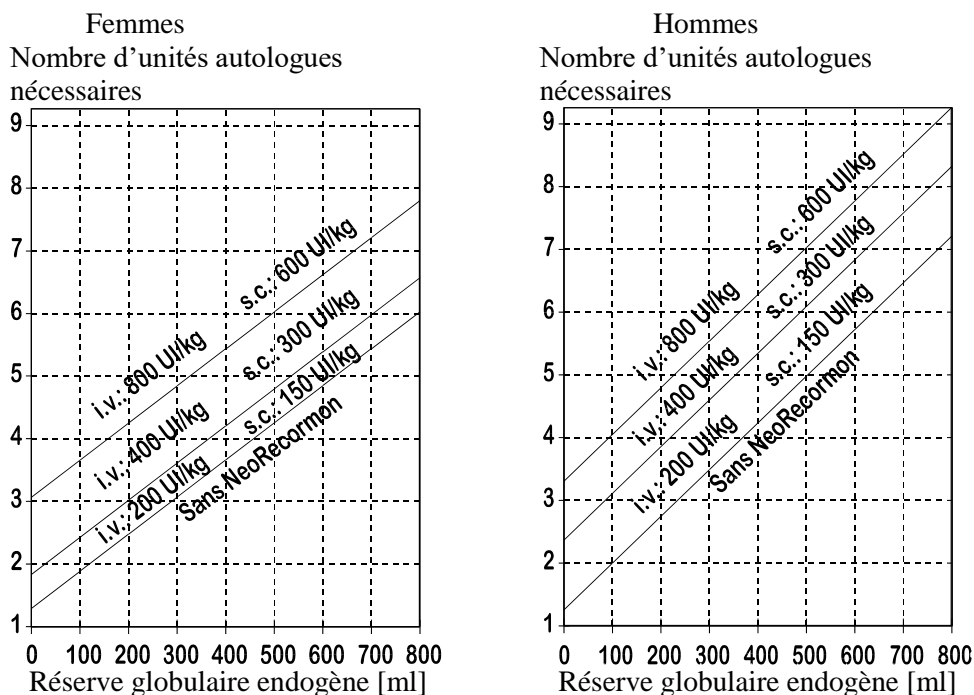 Femmes
Nombre d'unités autologues
nécessaires
9
8
7
6
5
4
3
2
1
s.c.: 600 UI/kg
i.v.: 800 UI/kg
s.c.: 300 UI/kg
i.v.: 400 UI/kg
s.c.: 150 UI/kg
i.v.: 200 UI/kg
Sans NeoRecormon
0 100 200 300 400 500 600 700 800
Réserve globulaire endogène [ml]
Hommes
Nombre d'unités autologues
nécessaires
9
8
7
6
5
4
3
2
1
s.c.: 600 UI/kg
i.v.: 800 UI/kg
s.c.: 300 UI/kg
i.v.: 400 UI/kg
s.c.: 150 UI/kg
i.v.: 200 UI/kg
Sans NeoRecormon
0 100 200 300 400 500 600 700 800
Réserve globulaire endogène [ml]